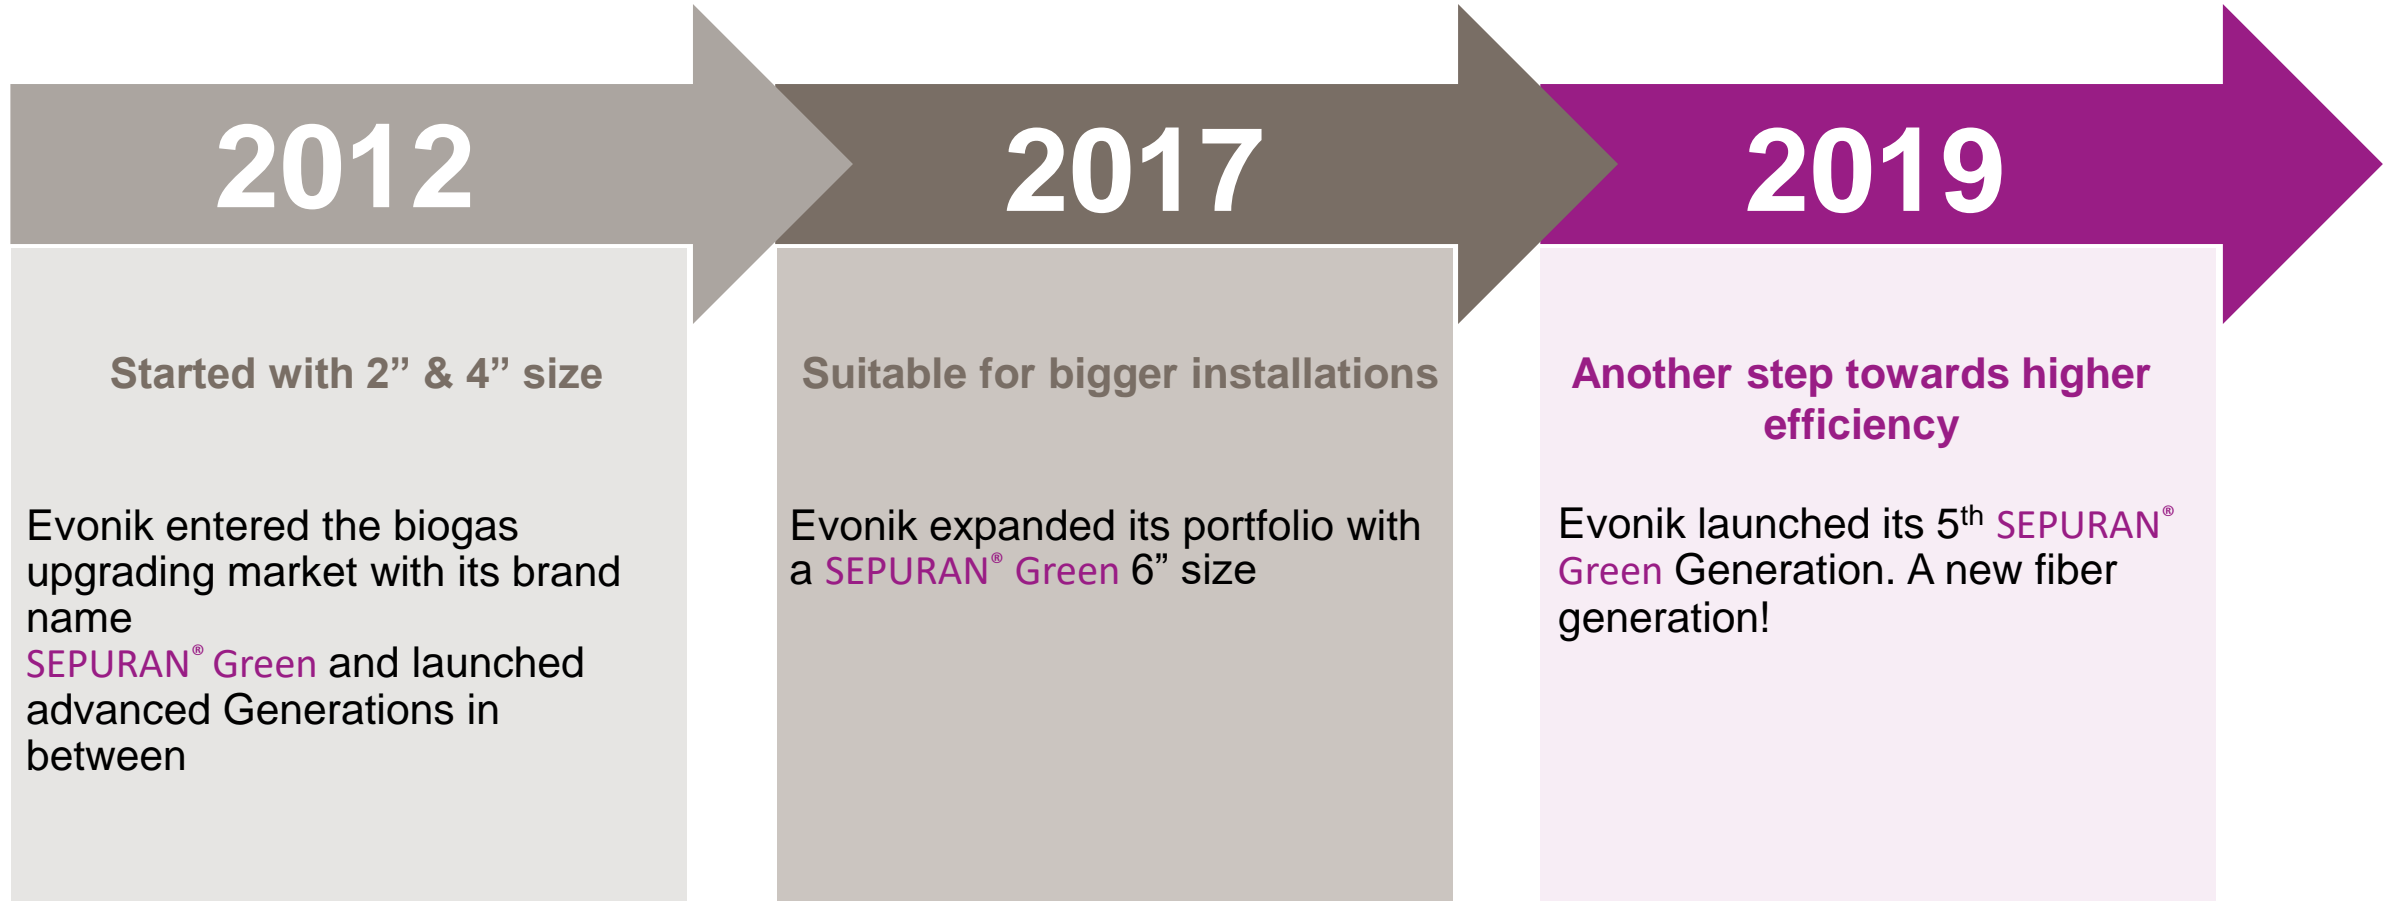 2012
Started with 2” & 4” size
Evonik entered the biogas
upgrading market with its brand
name
SEPURAN® Green and launched
advanced Generations in
between
2017
Suitable for bigger installations
Evonik expanded its portfolio with
a SEPURAN® Green 6” size
2019
Another step towards higher
efficiency
Evonik launched its 5th SEPURAN®
Green Generation. A new fiber
generation!